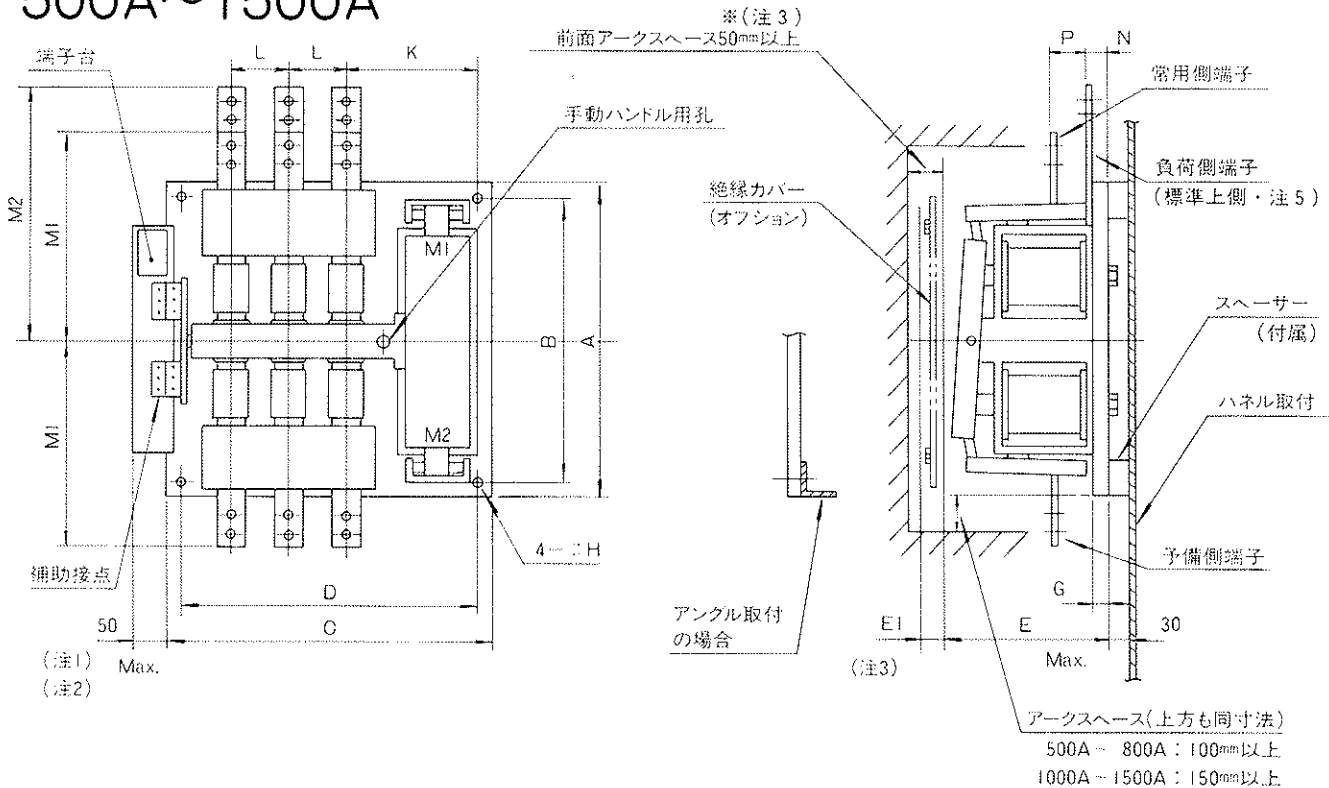 500A～1500A
端子台
L
L
K
手動ハンドル用孔
M2
M1
M1
M1
M2
B
A
4－
H
補助接点
D
C
50
Max.
(注1)
(注2)
※(注3)
前面アークスペース50mm以上
P
N
常用側端子
負荷側端子
(標準上側・注5)
絶縁カバー
(オプション)
スペーサー
(付属)
パネル取付
予備側端子
G
アングル取付
の場合
E1
E
30
(注3)
Max.
アークスペース(上方も同寸法)
500A～ 800A：100mm以上
1000A～1500A：150mm以上